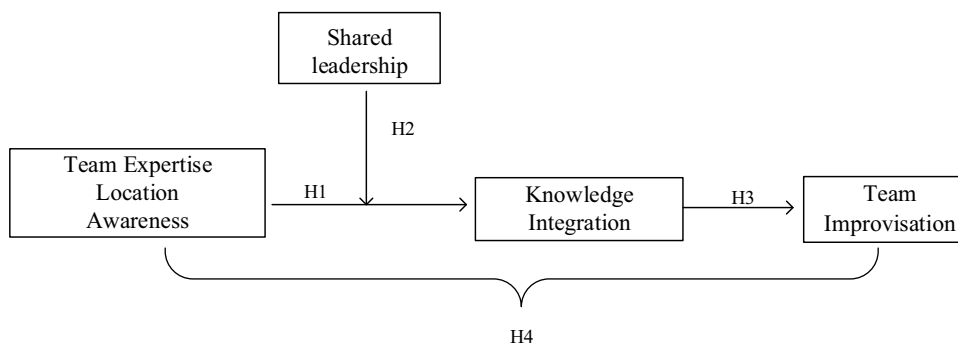 Shared
leadership
H2
Team Expertise
Location
Awareness
H1
Knowledge
Integration
H3
Team
Improvisation
H4